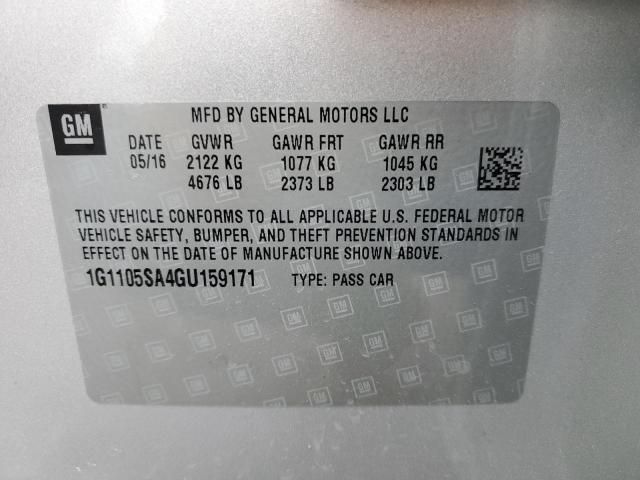 GM
MFD BY GENERAL MOTORS LLC
DATE GVWR GAWR FRT GAWR RR
05/16 2122 KG 1077 KG 1045 KG
4676 LB 2373 LB 2303 LB
THIS VEHICLE CONFORMS TO ALL APPLICABLE U.S. FEDERAL MOTOR
VEHICLE SAFETY, BUMPER, AND THEFT PREVENTION STANDARDS IN
EFFECT ON THE DATE OF MANUFACTURE SHOWN ABOVE.
1G1105SA4GU159171 TYPE: PASS CAR